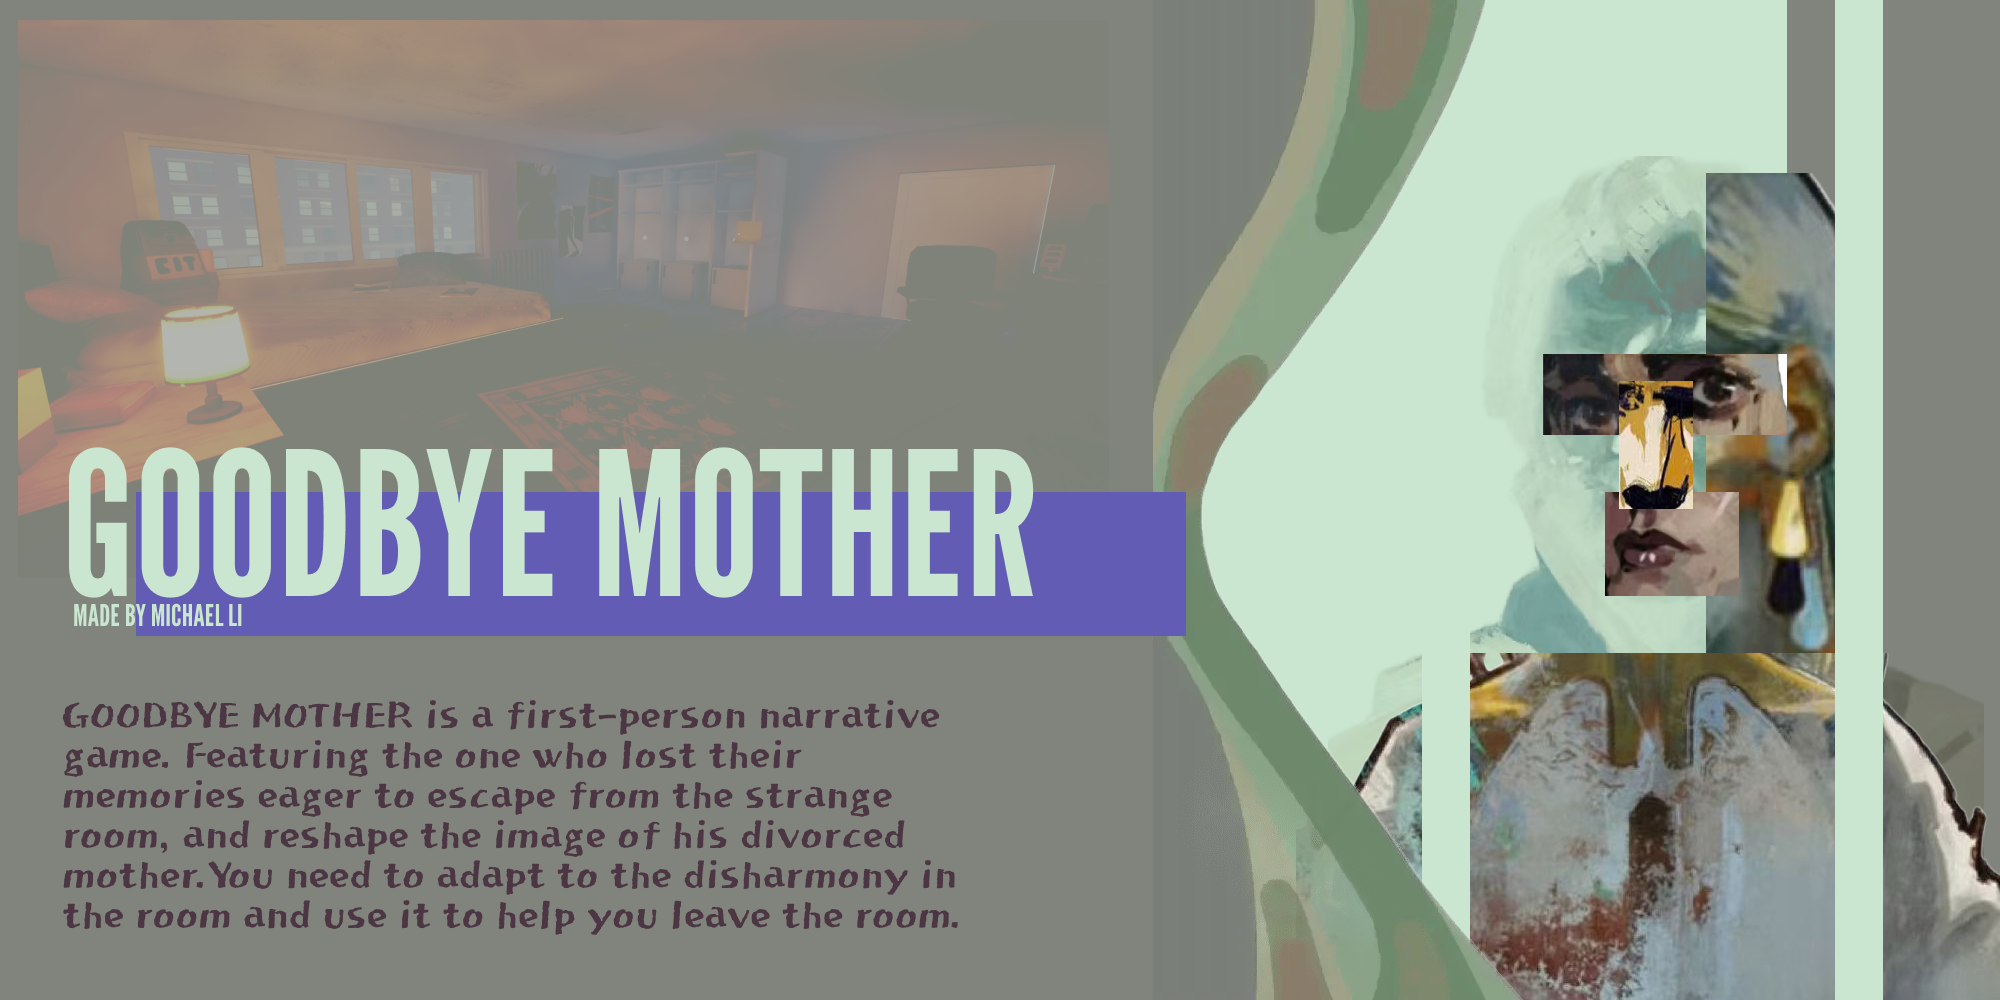 CIT
GOODBYE MOTHER
MADE BY MICHAEL LI
GOODBYE MOTHER is a first-person narrative
game. Featuring the one who lost their
memories eager to escape from the strange
room, and reshape the image of his divorced
mother.You need to adapt to the disharmony in
the room and use it to help you leave the room.